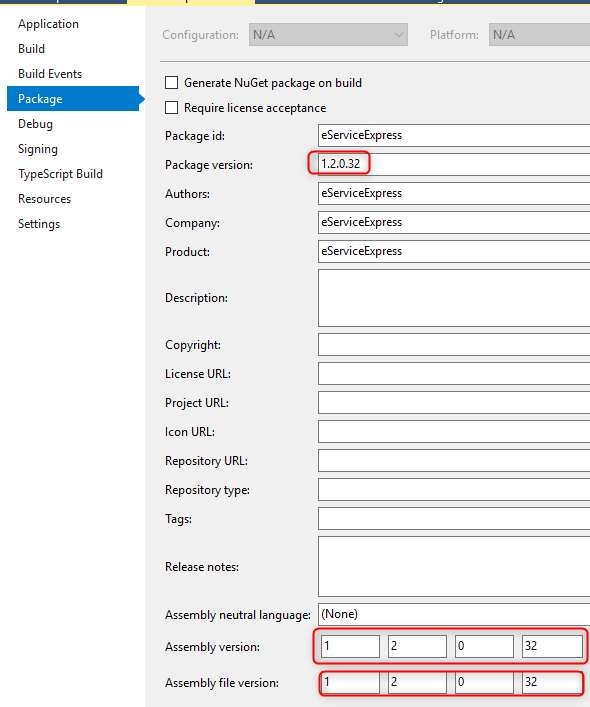 Application
Build
Build Events
Package
Debug
Signing
TypeScript Build
Resources
Settings
Configuration: N/A Platform: N/A
Generate NuGet package on build
Require license acceptance
Package id: eServiceExpress
Package version: 1.2.0.32
Authors: eServiceExpress
Company: eServiceExpress
Product: eServiceExpress
Description:
Copyright:
License URL:
Project URL:
Icon URL:
Repository URL:
Repository type:
Tags:
Release notes:
Assembly neutral language: (None)
Assembly version: 1 2 0 32
Assembly file version: 1 2 0 32